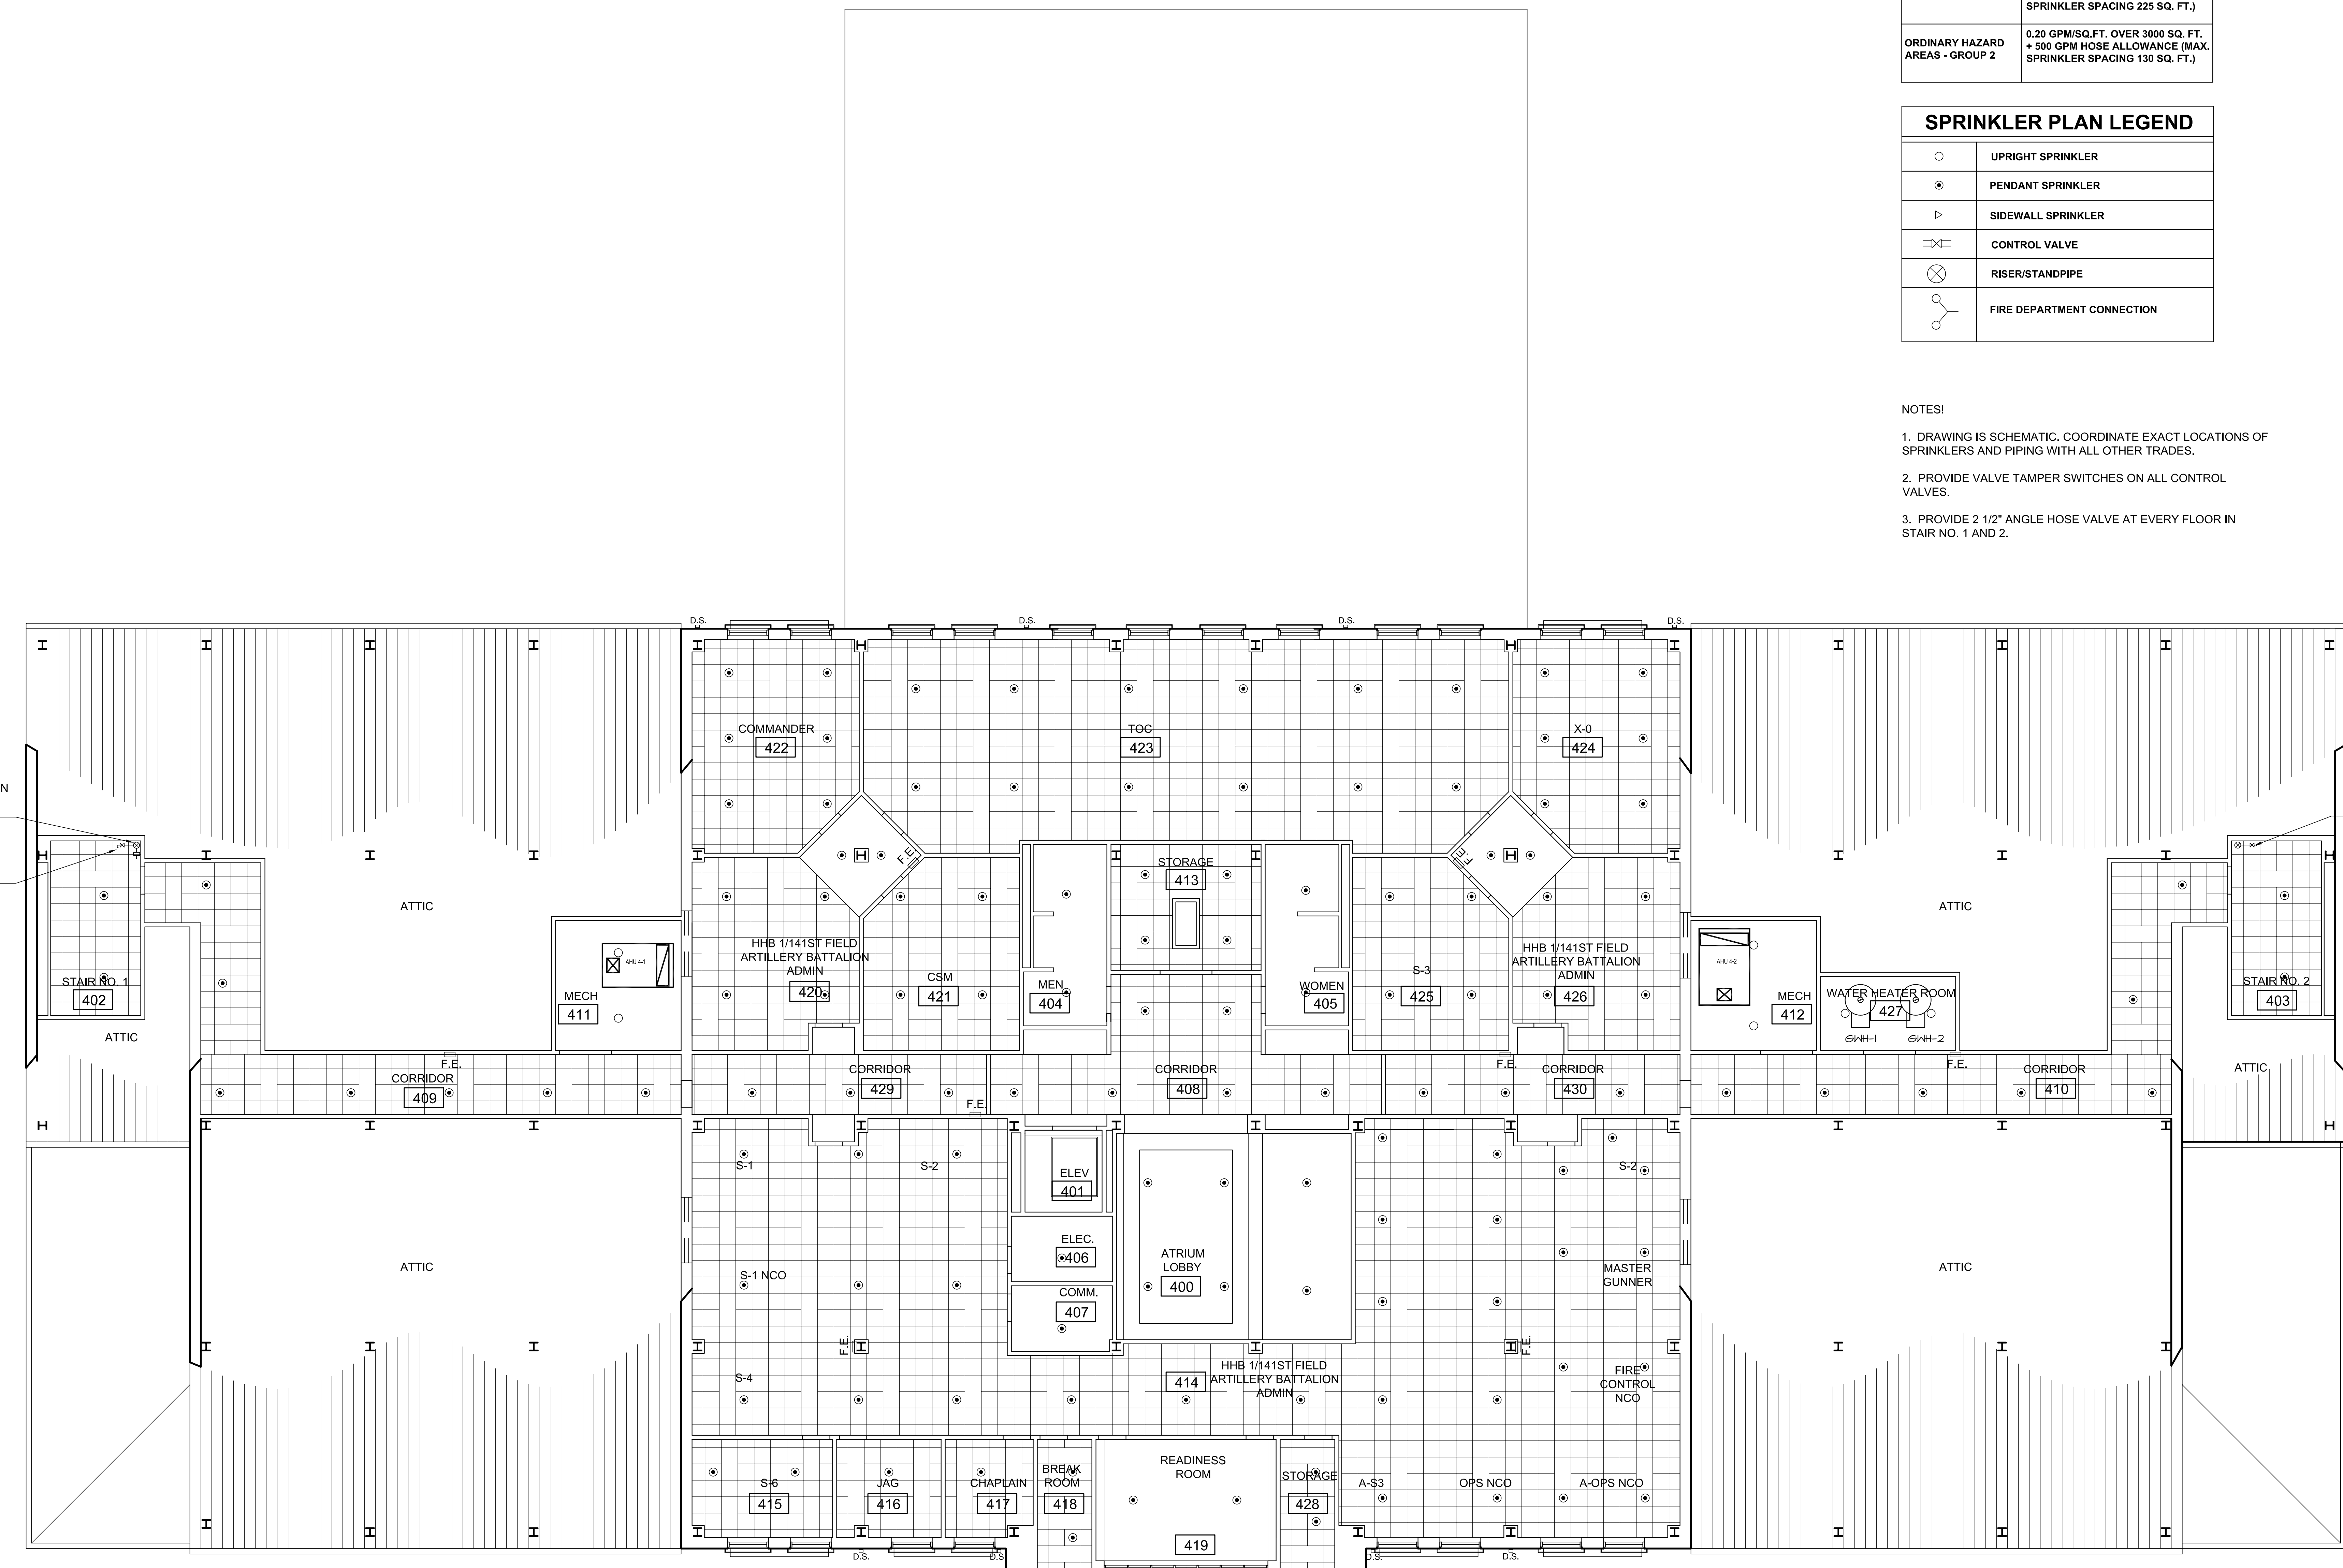 SPRINKLER SPACING 225 SQ. FT.)
ORDINARY HAZARD
AREAS - GROUP 2
0.20 GPM/SQ.FT. OVER 3000 SQ. FT.
+ 500 GPM HOSE ALLOWANCE (MAX.
SPRINKLER SPACING 130 SQ. FT.)
SPRINKLER PLAN LEGEND
UPRIGHT SPRINKLER
PENDANT SPRINKLER
SIDEWALL SPRINKLER
CONTROL VALVE
RISER/STANDPIPE
FIRE DEPARTMENT CONNECTION
NOTES!
1. DRAWING IS SCHEMATIC. COORDINATE EXACT LOCATIONS OF
SPRINKLERS AND PIPING WITH ALL OTHER TRADES.
2. PROVIDE VALVE TAMPER SWITCHES ON ALL CONTROL
VALVES.
3. PROVIDE 2 1/2" ANGLE HOSE VALVE AT EVERY FLOOR IN
STAIR NO. 1 AND 2.
D.S.
D.S.
D.S.
D.S.
COMMANDER
422
TOC
423
X-0
424
N
F.E.
F.E.
STORAGE
413
ATTIC
ATTIC
HHB 1/141ST FIELD
ARTILLERY BATTALION
ADMIN
420
CSM
421
MEN
404
WOMEN
405
S-3
425
HHB 1/141ST FIELD
ARTILLERY BATTALION
ADMIN
426
AHU 4-1
MECH
411
AHU 4-2
MECH
412
WATER HEATER ROOM
427
GWH-1
GWH-2
STAIR NO. 1
402
STAIR NO. 2
403
ATTIC
ATTIC
F.E.
CORRIDOR
409
CORRIDOR
429
F.E.
CORRIDOR
408
F.E.
CORRIDOR
430
F.E.
CORRIDOR
410
S-1
S-2
ELEV
401
S-2
ELEC.
406
ATRIUM
LOBBY
400
ATTIC
ATTIC
S-1 NCO
COMM.
407
MASTER
GUNNER
F.E.
F.E.
S-4
414
HHB 1/141ST FIELD
ARTILLERY BATTALION
ADMIN
FIRE
CONTROL
NCO
S-6
415
JAG
416
CHAPLAIN
417
BREAK
ROOM
418
READINESS
ROOM
419
STORAGE
428
A-S3
OPS NCO
A-OPS NCO
D.S.
D.S.
D.S.
D.S.